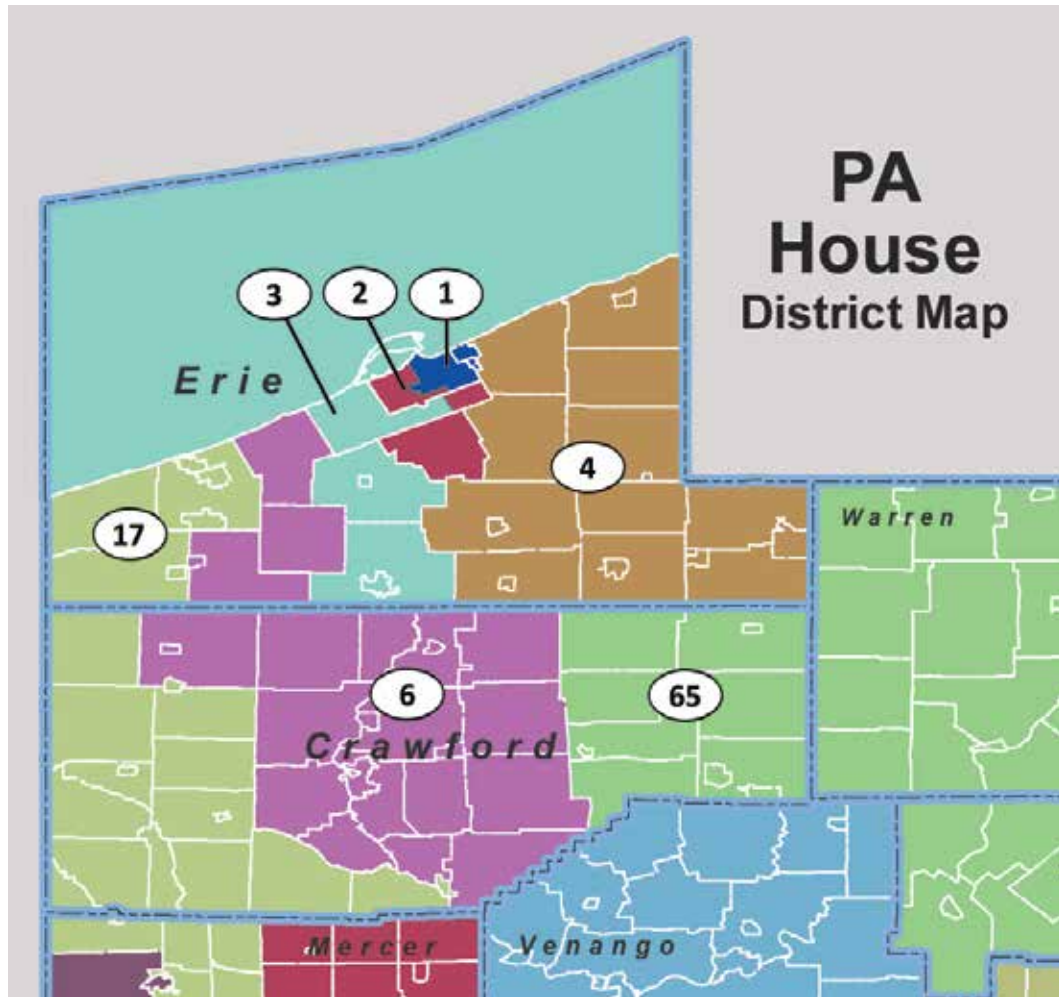 PA
House
District Map
3
2
1
Erie
4
17
Warren
6
65
Crawford
Mercer
Venango